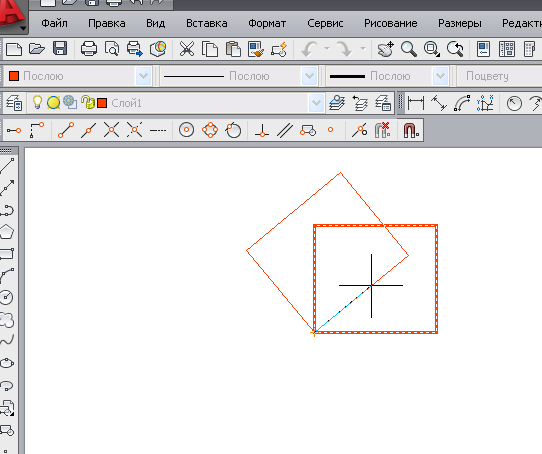 Файл Правка Вид Вставка Формат Сервис Рисование Размеры Редакти
Послою Послою Послою Поцвету
Слой1